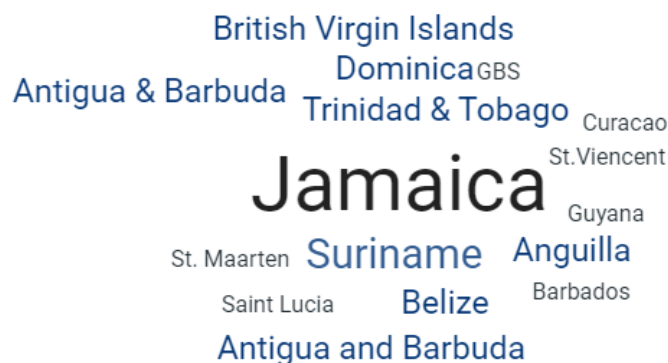 British Virgin Islands
Dominica GBS
Antigua & Barbuda
Trinidad & Tobago
Curacao
St.Viencent
Jamaica
Guyana
St. Maarten Suriname Anguilla
Saint Lucia Belize Barbados
Antigua and Barbuda